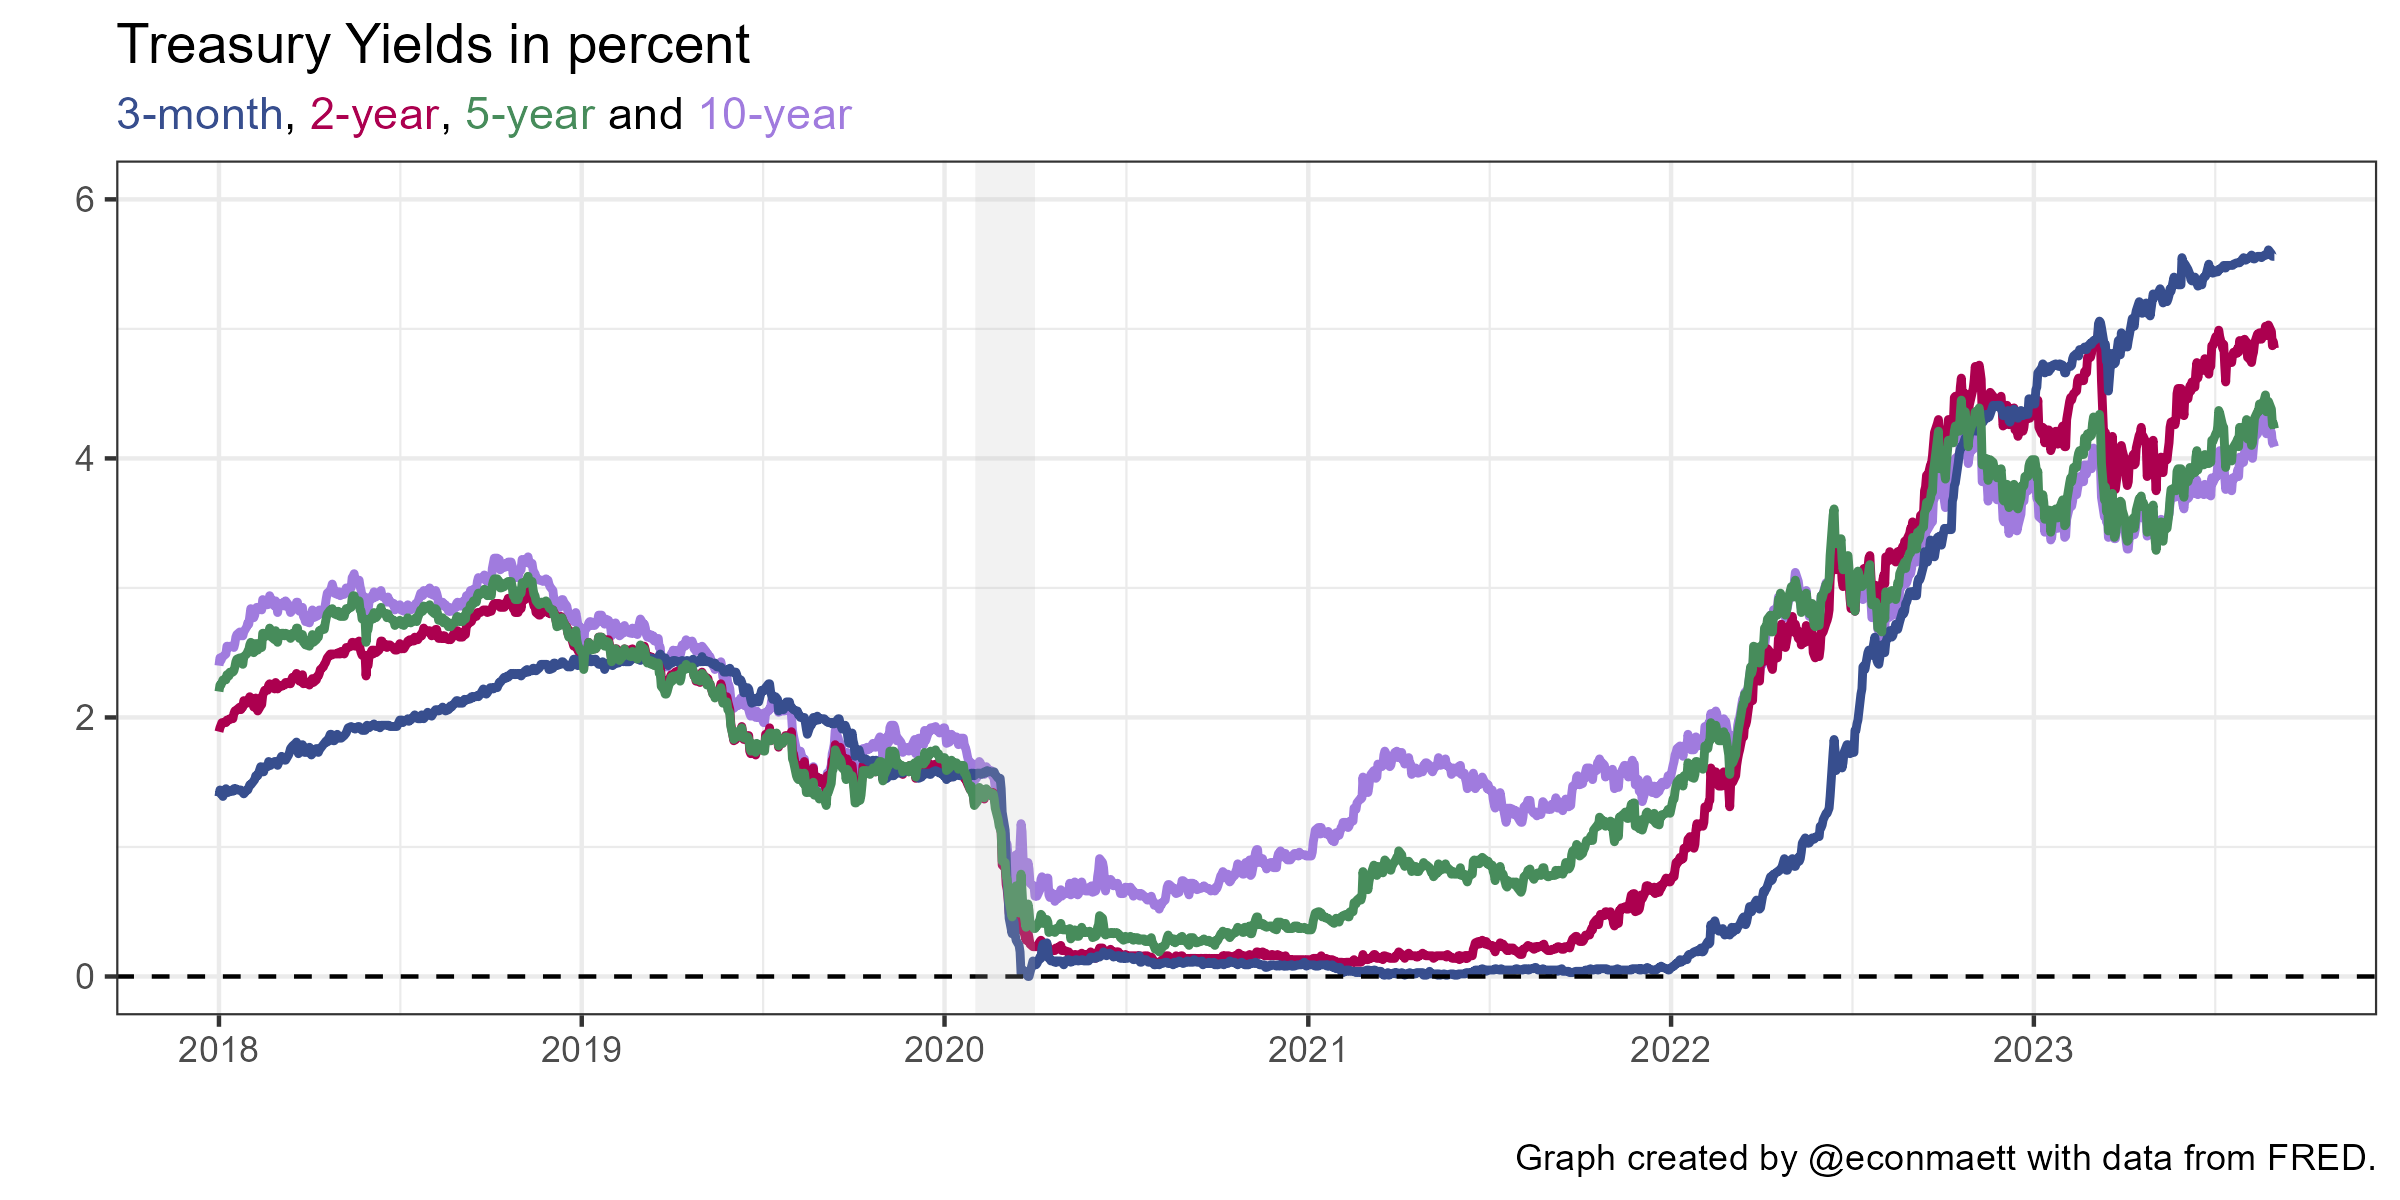 Treasury Yields in percent
3-month, 2-year, 5-year and 10-year
6
4
2
0
2018 2019 2020 2021 2022 2023
Graph created by @econmaett with data from FRED.